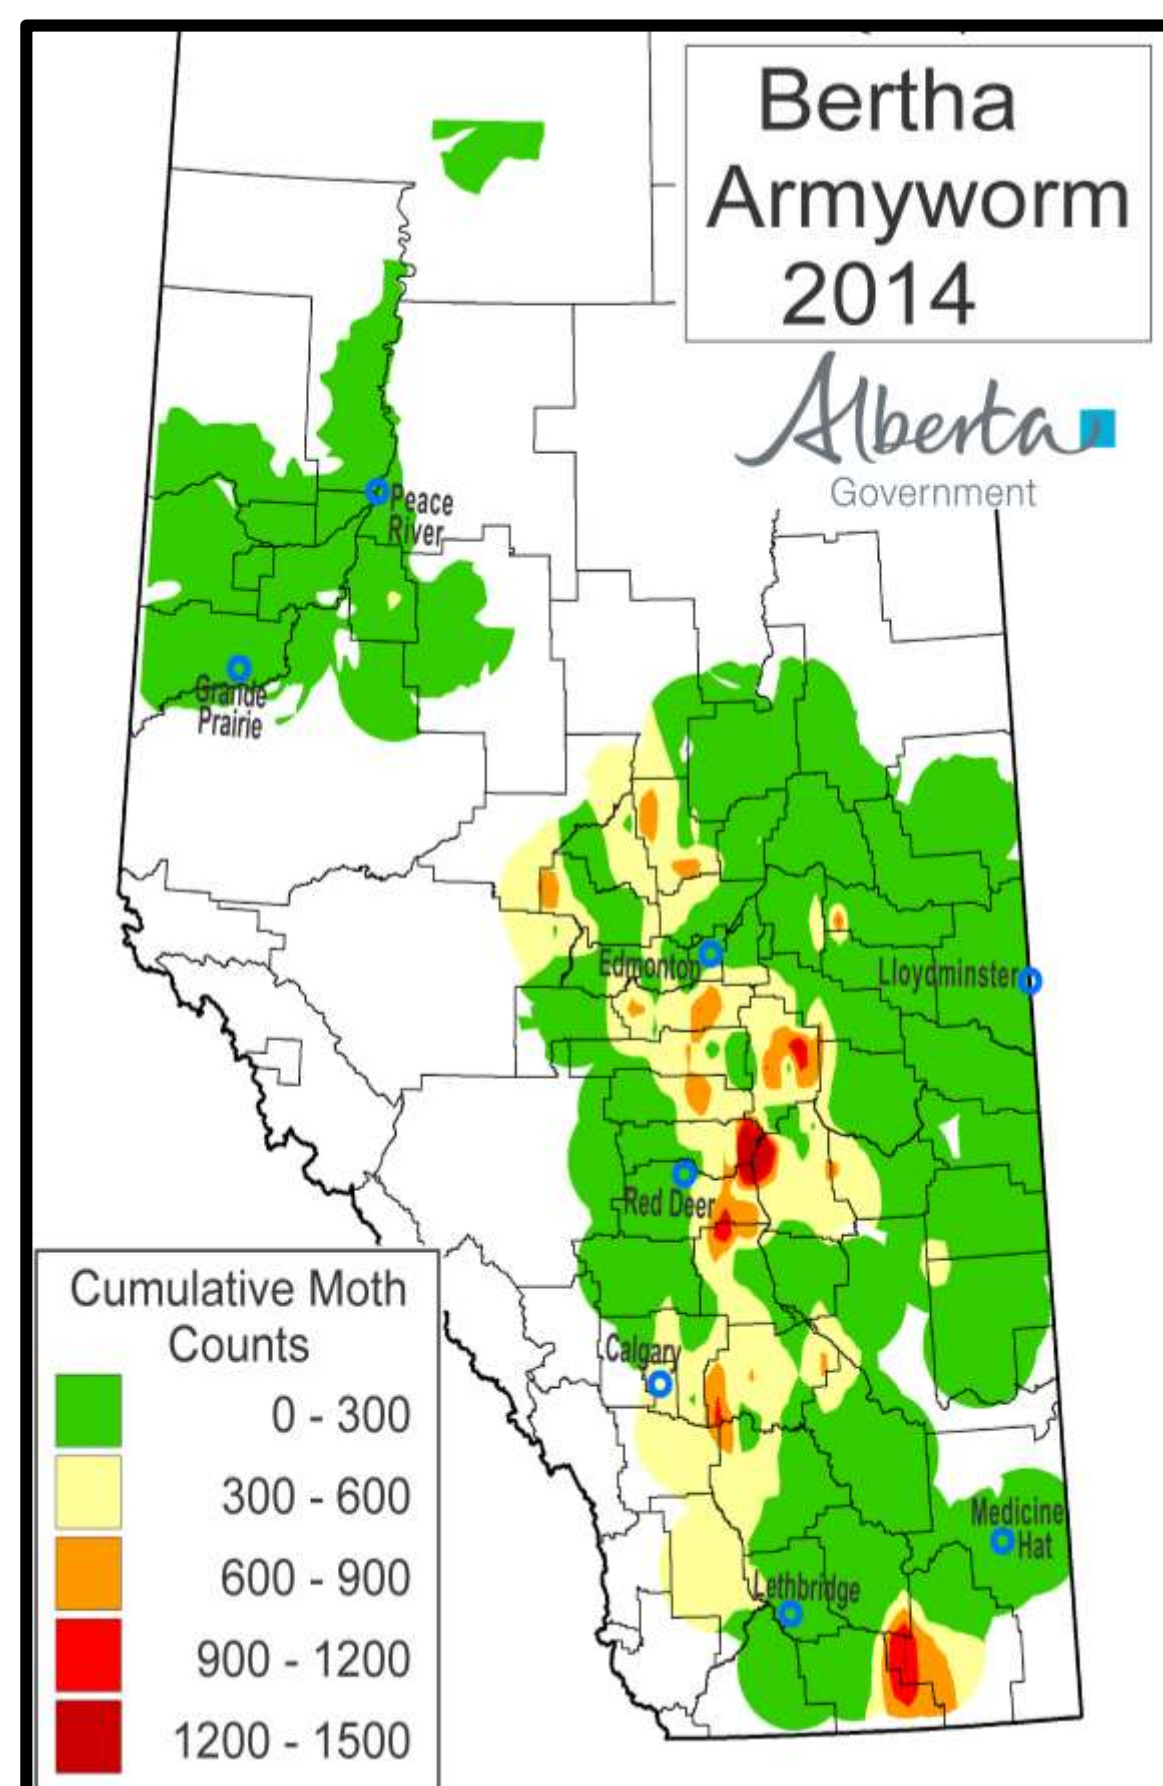 Bertha
Armyworm
2014
Alberta
Government
Peace
River
Grande
Prairie
Edmonton
Lloydminster
Red Deer
Calgary
Medicine
Hat
Lethbridge
Cumulative Moth
Counts
0 - 300
300 - 600
600 - 900
900 - 1200
1200 - 1500